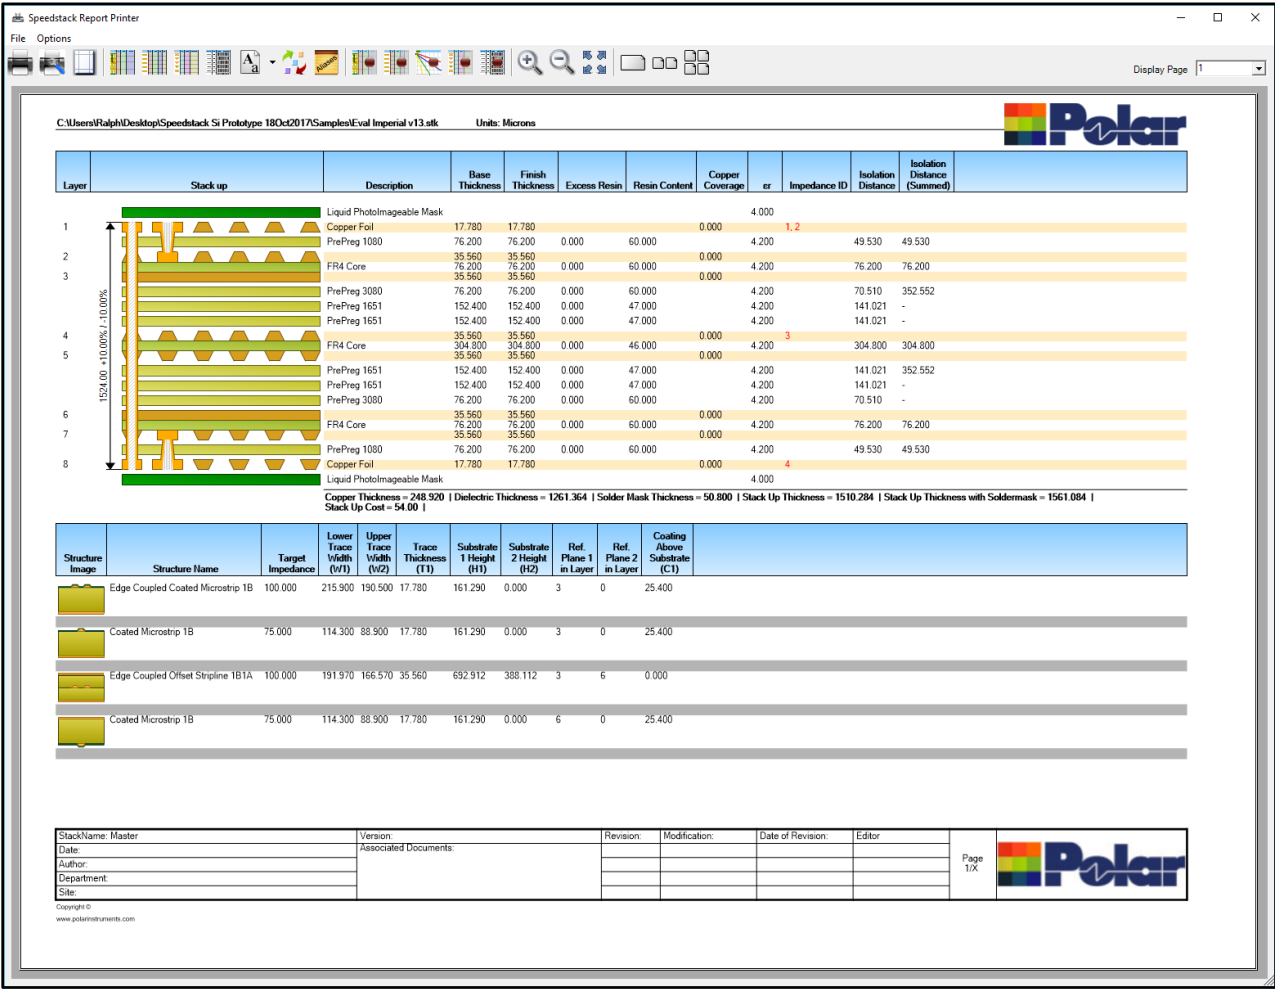 Speedstack Report Printer
File Options
Aliases
Display Page 1
C:\Users\Ralph\Desktop\Speedstack Si Prototype 18Oct2017\Samples\Eval Imperial v13.stk Units: Microns
Polar
Layer Stack up Description Base Thickness Finish Thickness Excess Resin Resin Content Copper Coverage er Impedance ID Isolation Distance Isolation Distance (Summed)
Liquid PhotoImageable Mask 4.000
1 Copper Foil 17.780 17.780 0.000 1, 2
PrePreg 1080 76.200 76.200 0.000 60.000 4.200 49.530 49.530
2 35.560 35.560 0.000
FR4 Core 76.200 76.200 0.000 60.000 4.200 76.200 76.200
3 35.560 35.560 0.000
PrePreg 3080 76.200 76.200 0.000 60.000 4.200 70.510 352.552
PrePreg 1651 152.400 152.400 0.000 47.000 4.200 141.021 -
PrePreg 1651 152.400 152.400 0.000 47.000 4.200 141.021 -
4 35.560 35.560 0.000 3
FR4 Core 304.800 304.800 0.000 46.000 4.200 304.800 304.800
5 35.560 35.560 0.000
PrePreg 1651 152.400 152.400 0.000 47.000 4.200 141.021 352.552
PrePreg 1651 152.400 152.400 0.000 47.000 4.200 141.021 -
PrePreg 3080 76.200 76.200 0.000 60.000 4.200 70.510 -
6 35.560 35.560 0.000
FR4 Core 76.200 76.200 0.000 60.000 4.200 76.200 76.200
7 35.560 35.560 0.000
PrePreg 1080 76.200 76.200 0.000 60.000 4.200 49.530 49.530
8 Copper Foil 17.780 17.780 0.000 4
Liquid PhotoImageable Mask 4.000
1524.00 +10.00% / -10.00%
Copper Thickness = 248.920 | Dielectric Thickness = 1261.364 | Solder Mask Thickness = 50.800 | Stack Up Thickness = 1510.284 | Stack Up Thickness with Soldermask = 1561.084 |
Stack Up Cost = 54.00 |
Structure Image Structure Name Target Impedance Lower Trace Width (W1) Upper Trace Width (W2) Trace Thickness (T1) Substrate 1 Height (H1) Substrate 2 Height (H2) Ref. Plane 1 in Layer Ref. Plane 2 in Layer Coating Above Substrate (C1)
Edge Coupled Coated Microstrip 1B 100.000 215.900 190.500 17.780 161.290 0.000 3 0 25.400
Coated Microstrip 1B 75.000 114.300 88.900 17.780 161.290 0.000 3 0 25.400
Edge Coupled Offset Stripline 1B1A 100.000 191.970 166.570 35.560 692.912 388.112 3 6 0.000
Coated Microstrip 1B 75.000 114.300 88.900 17.780 161.290 0.000 6 0 25.400
StackName: Master Version: Revision: Modification: Date of Revision: Editor
Date: Associated Documents:
Author:
Department:
Site:
Page 1/X
Polar
Copyright ©
www.polarinstruments.com